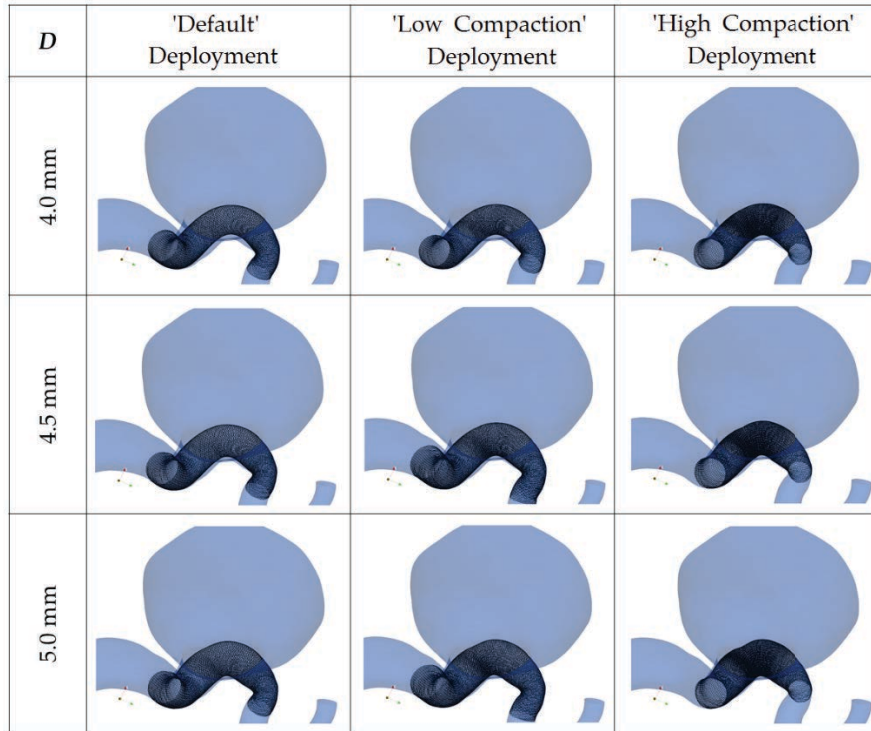 D
'Default'
Deployment
'Low Compaction'
Deployment
'High Compaction'
Deployment
4.0 mm
4.5 mm
5.0 mm